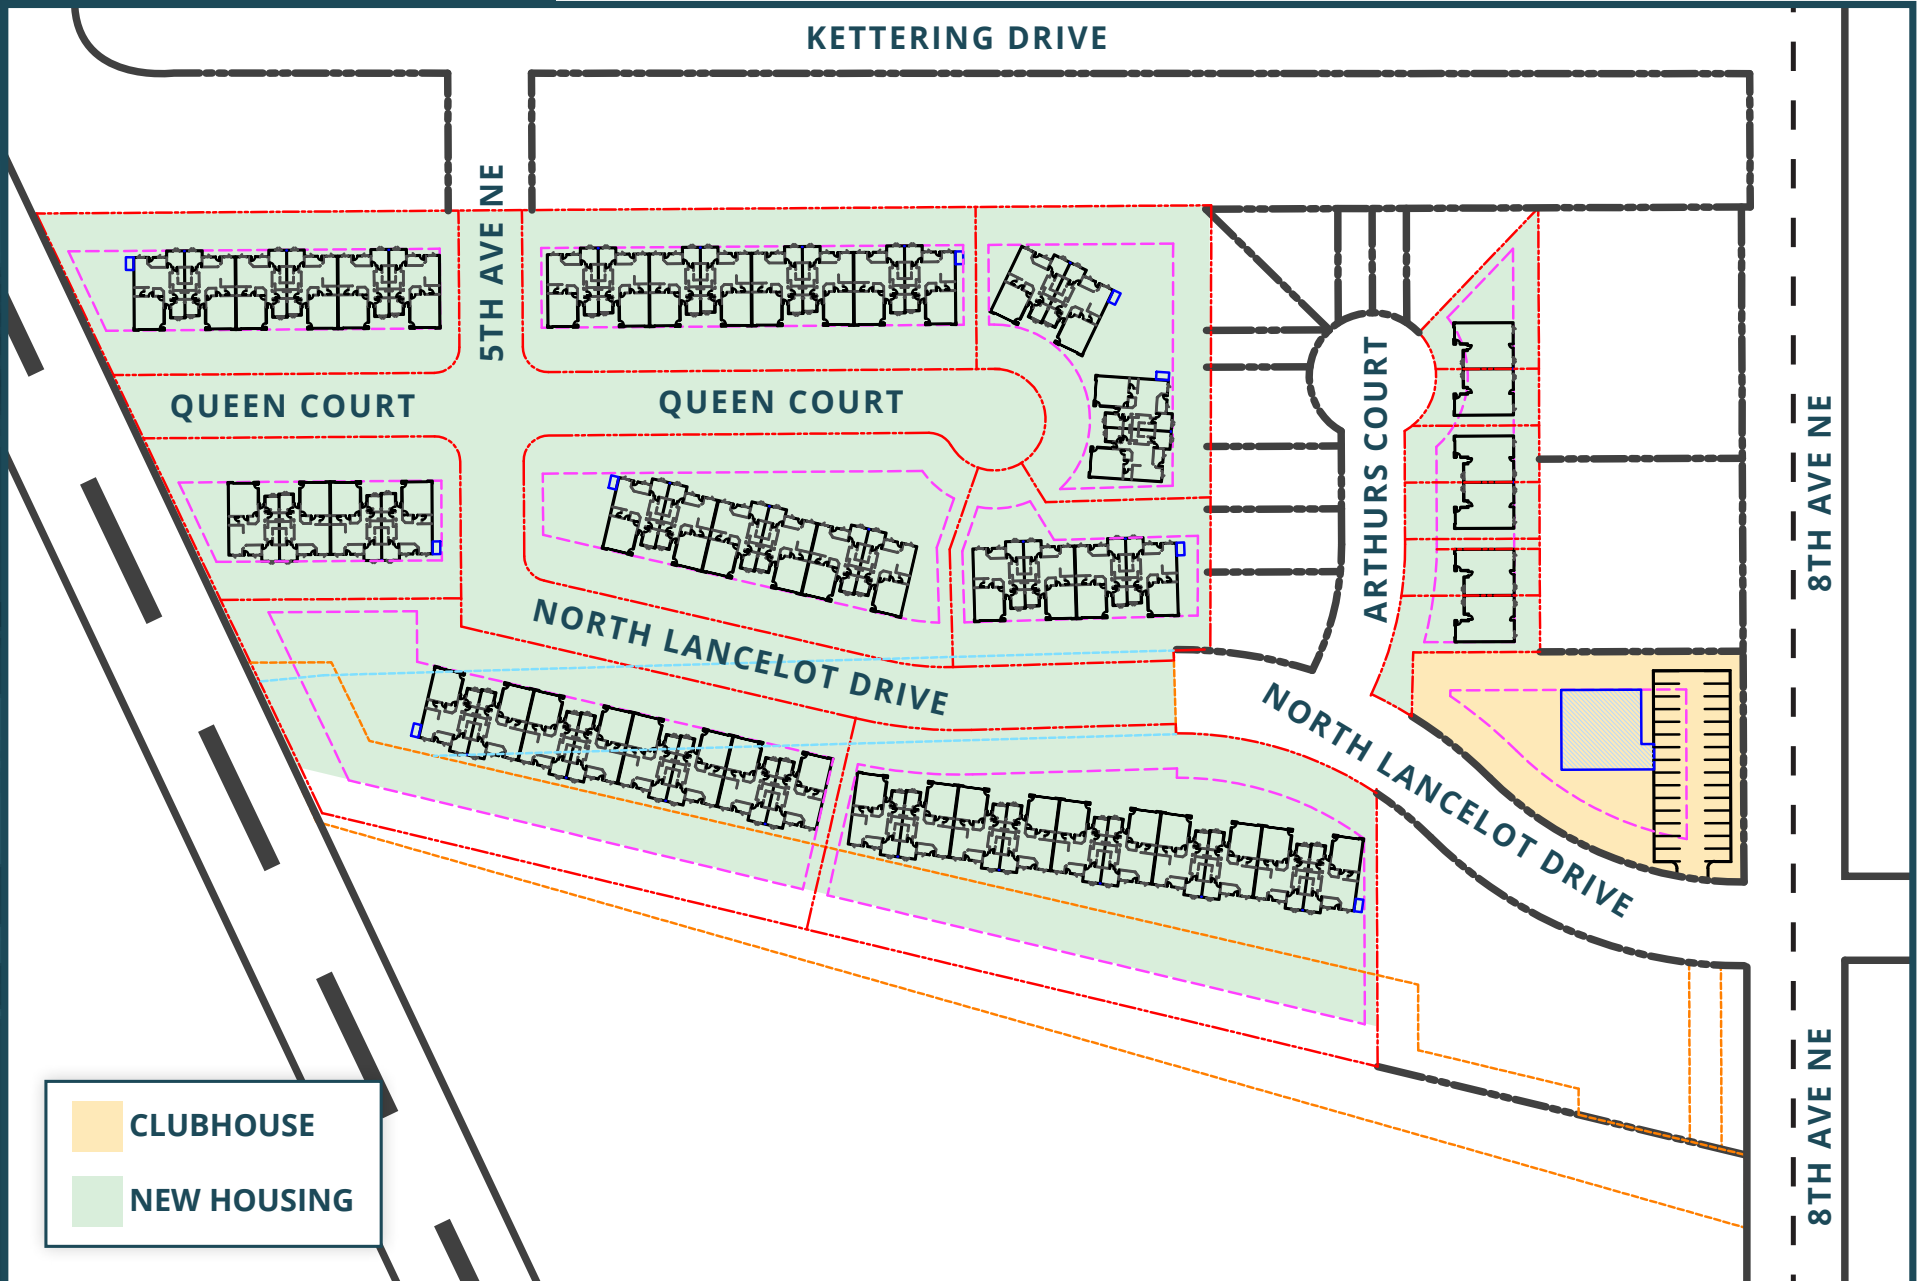 KETTERING DRIVE
5TH AVE NE
QUEEN COURT
QUEEN COURT
ARTHURS COURT
8TH AVE NE
NORTH LANCELOT DRIVE
NORTH LANCELOT DRIVE
8TH AVE NE
CLUBHOUSE
NEW HOUSING